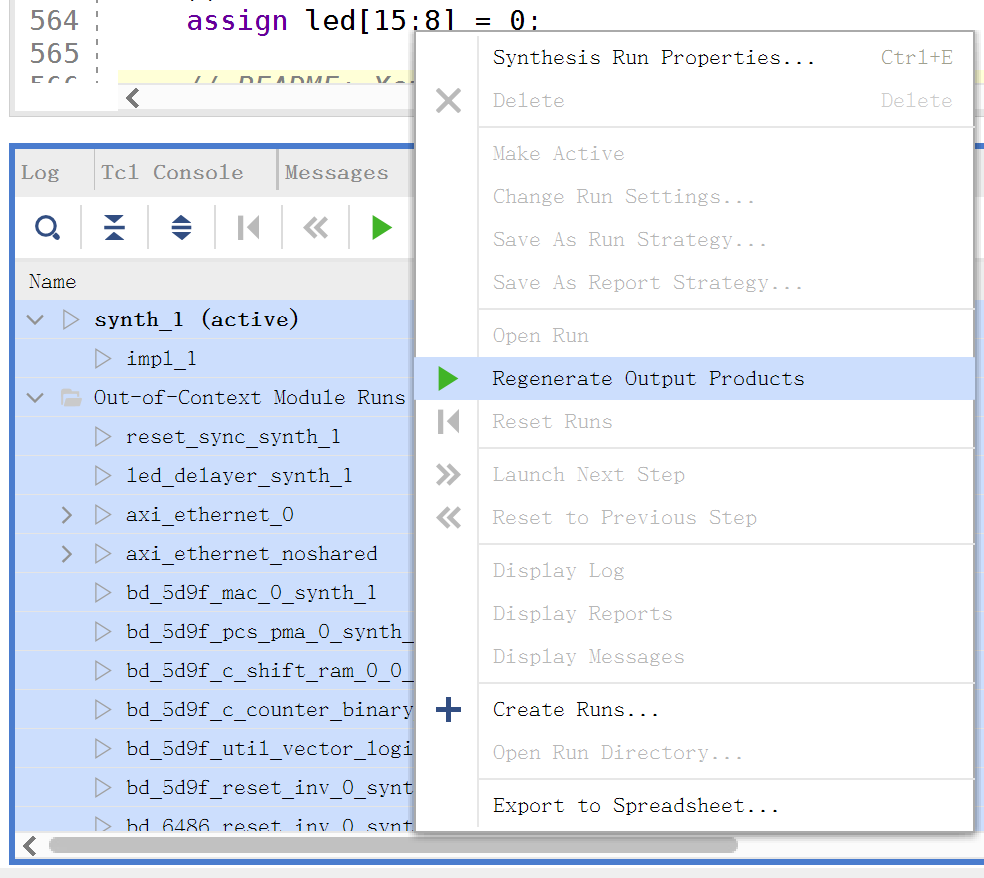 564
assign led[15:8] = 0;
565
// README: You
Log
Tcl Console
Messages
Name
synth_1 (active)
impl_1
Out-of-Context Module Runs
reset_sync_synth_1
led_delayer_synth_1
axi_ethernet_0
axi_ethernet_noshared
bd_5d9f_mac_0_synth_1
bd_5d9f_pcs_pma_0_synth_
bd_5d9f_c_shift_ram_0_0_
bd_5d9f_c_counter_binary
bd_5d9f_util_vector_logi
bd_5d9f_reset_inv_0_synt
bd_6486_reset_inv_0_synt
Synthesis Run Properties... Ctrl+E
Delete Delete
Make Active
Change Run Settings...
Save As Run Strategy...
Save As Report Strategy...
Open Run
Regenerate Output Products
Reset Runs
Launch Next Step
Reset to Previous Step
Display Log
Display Reports
Display Messages
Create Runs...
Open Run Directory...
Export to Spreadsheet...